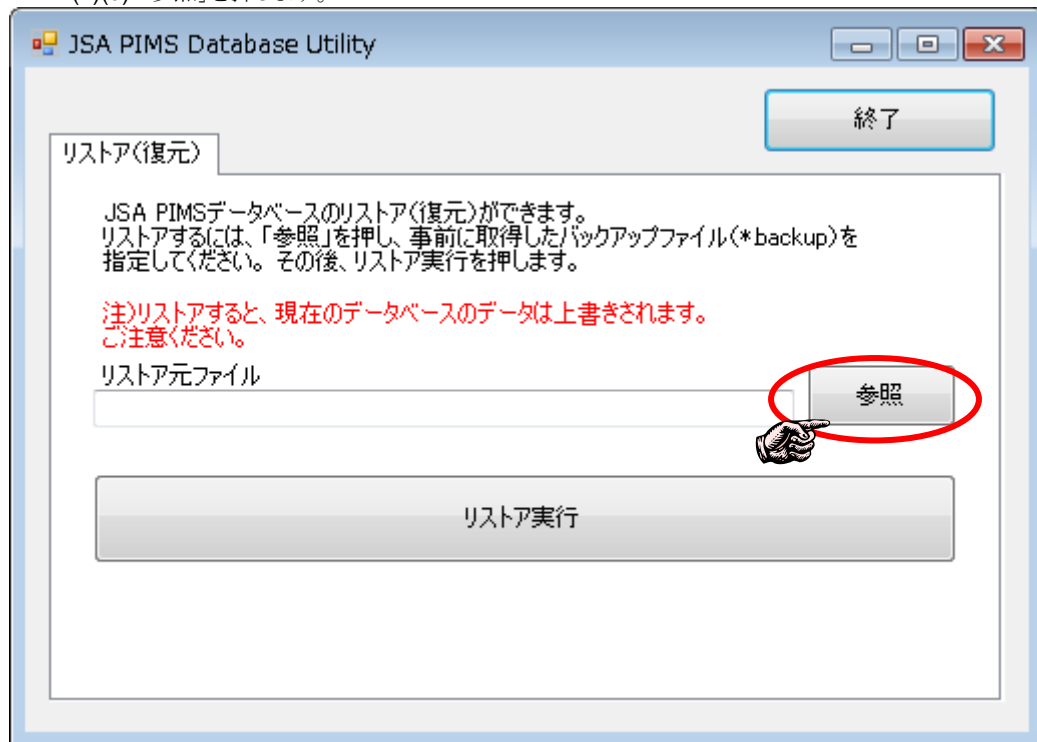 JSA PIMS Database Utility
終了
リストア(復元)
JSA PIMSデータベースのリストア(復元)ができます。
リストアするには、「参照」を押し、事前に取得したバックアップファイル(*backup)を
指定してください。その後、リストア実行を押します。
注)リストアすると、現在のデータベースのデータは上書きされます。
ご注意ください。
リストア元ファイル
参照
リストア実行